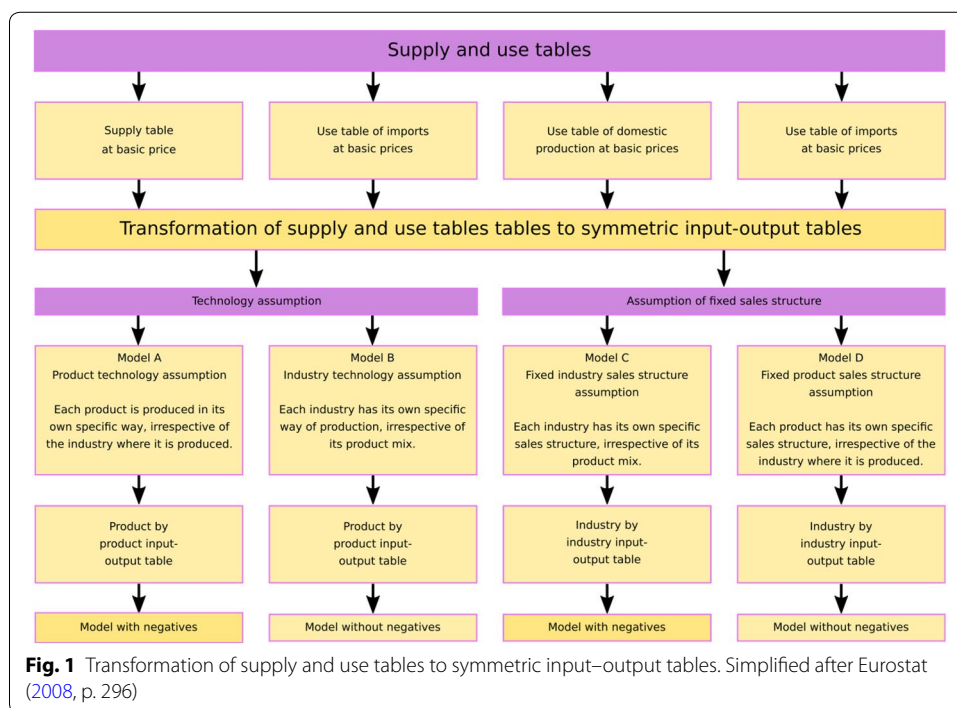 Supply and use tables
Supply table
at basic price
Use table of imports
at basic prices
Use table of domestic
production at basic prices
Use table of imports
at basic prices
Transformation of supply and use tables tables to symmetric input-output tables
Technology assumption
Assumption of fixed sales structure
Model A
Product technology assumption
Each product is produced in its
own specific way, irrespective of
the industry where it is produced.
Model B
Industry technology assumption
Each industry has its own specific
way of production, irrespective of
its product mix.
Model C
Fixed industry sales structure
assumption
Each industry has its own specific
sales structure, irrespective of its
product mix.
Model D
Fixed product sales structure
assumption
Each product has its own specific
sales structure, irrespective of the
industry where it is produced.
Product by
product input-
output table
Product by
product input-
output table
Industry by
industry input-
output table
Industry by
industry input-
output table
Model with negatives
Model without negatives
Model with negatives
Model without negatives
Fig. 1 Transformation of supply and use tables to symmetric input–output tables. Simplified after Eurostat
(2008, p. 296)